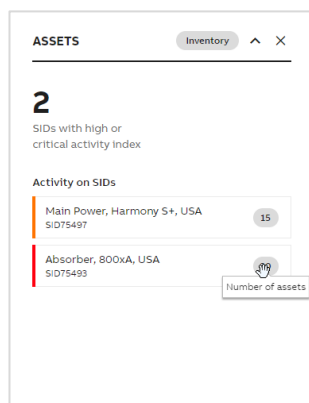 ASSETS
Inventory
2
SIDs with high or
critical activity index
Activity on SIDs
Main Power, Harmony S+, USA
SID75497
15
Absorber, 800xA, USA
SID75493
Number of assets